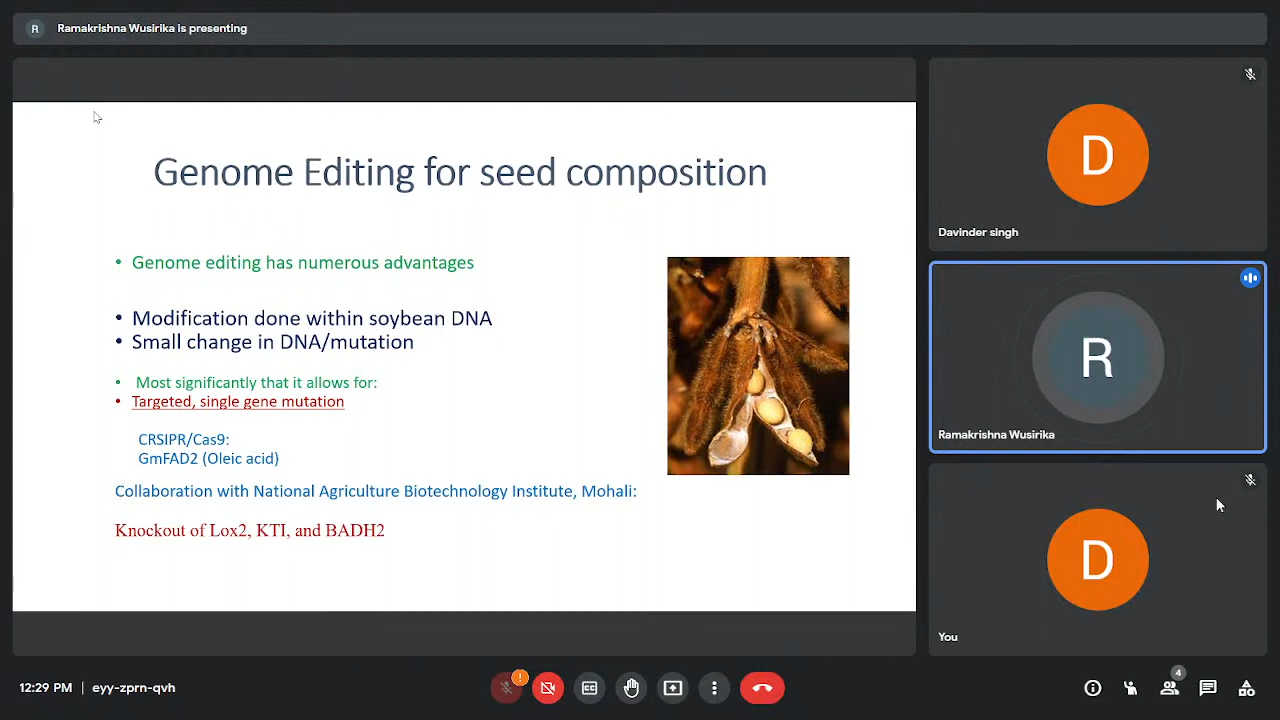 R Ramakrishna Wusirika is presenting
Genome Editing for seed composition
• Genome editing has numerous advantages
• Modification done within soybean DNA
• Small change in DNA/mutation
• Most significantly that it allows for:
• Targeted, single gene mutation
CRSIPR/Cas9:
GmFAD2 (Oleic acid)
Collaboration with National Agriculture Biotechnology Institute, Mohali:
Knockout of Lox2, KTI, and BADH2
D
Davinder singh
R
Ramakrishna Wusirika
D
You
12:29 PM | eyy-zprn-qvh
!
CC
4